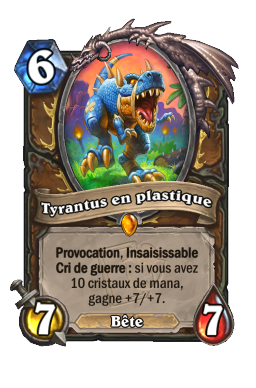 6
Tyrantus en plastique
Provocation, Insaisissable
Cri de guerre : si vous avez
10 cristaux de mana,
gagne +7/+7.
7
Bête
7